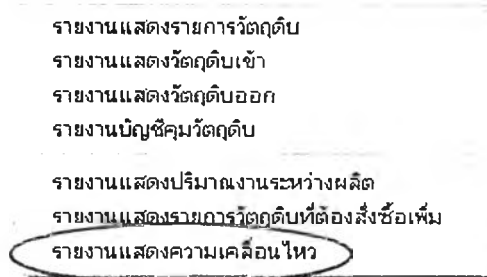 รายงานแสดงรายการวัตถุดิบ
รายงานแสดงวัตถุดิบเข้า
รายงานแสดงวัตถุดิบออก
รายงานบัญชีคุมวัตถุดิบ
รายงานแสดงปริมาณงานระหว่างผลิต
รายงานแสดงรายการวัตถุดิบที่ต้องสั่งซื้อเพิ่ม
รายงานแสดงความเคลื่อนไหว